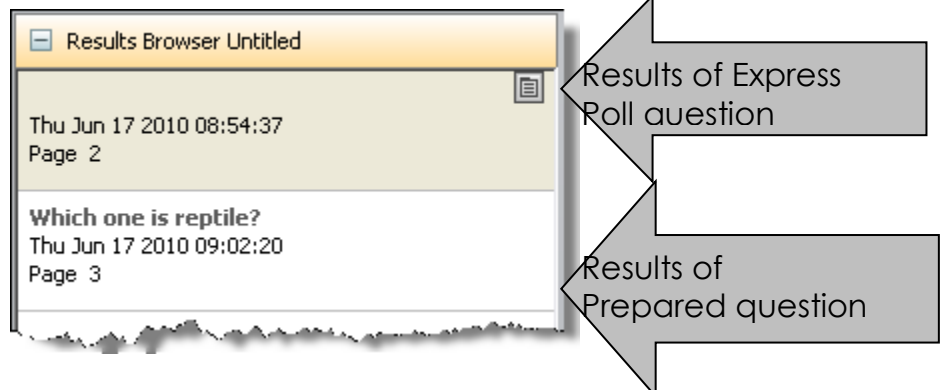 Results Browser Untitled
Thu Jun 17 2010 08:54:37
Page 2
Which one is reptile?
Thu Jun 17 2010 09:02:20
Page 3
Results of Express
Poll question
Results of
Prepared question